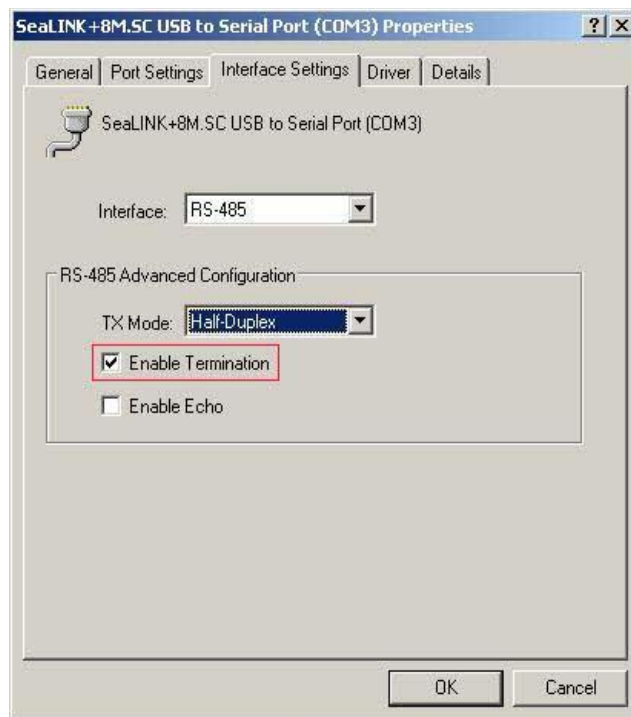 SeaLINK+8M.SC USB to Serial Port (COM3) Properties
General Port Settings Interface Settings Driver Details
SeaLINK+8M.SC USB to Serial Port (COM3)
Interface: RS-485
RS-485 Advanced Configuration
TX Mode: Half-Duplex
Enable Termination
Enable Echo
OK Cancel